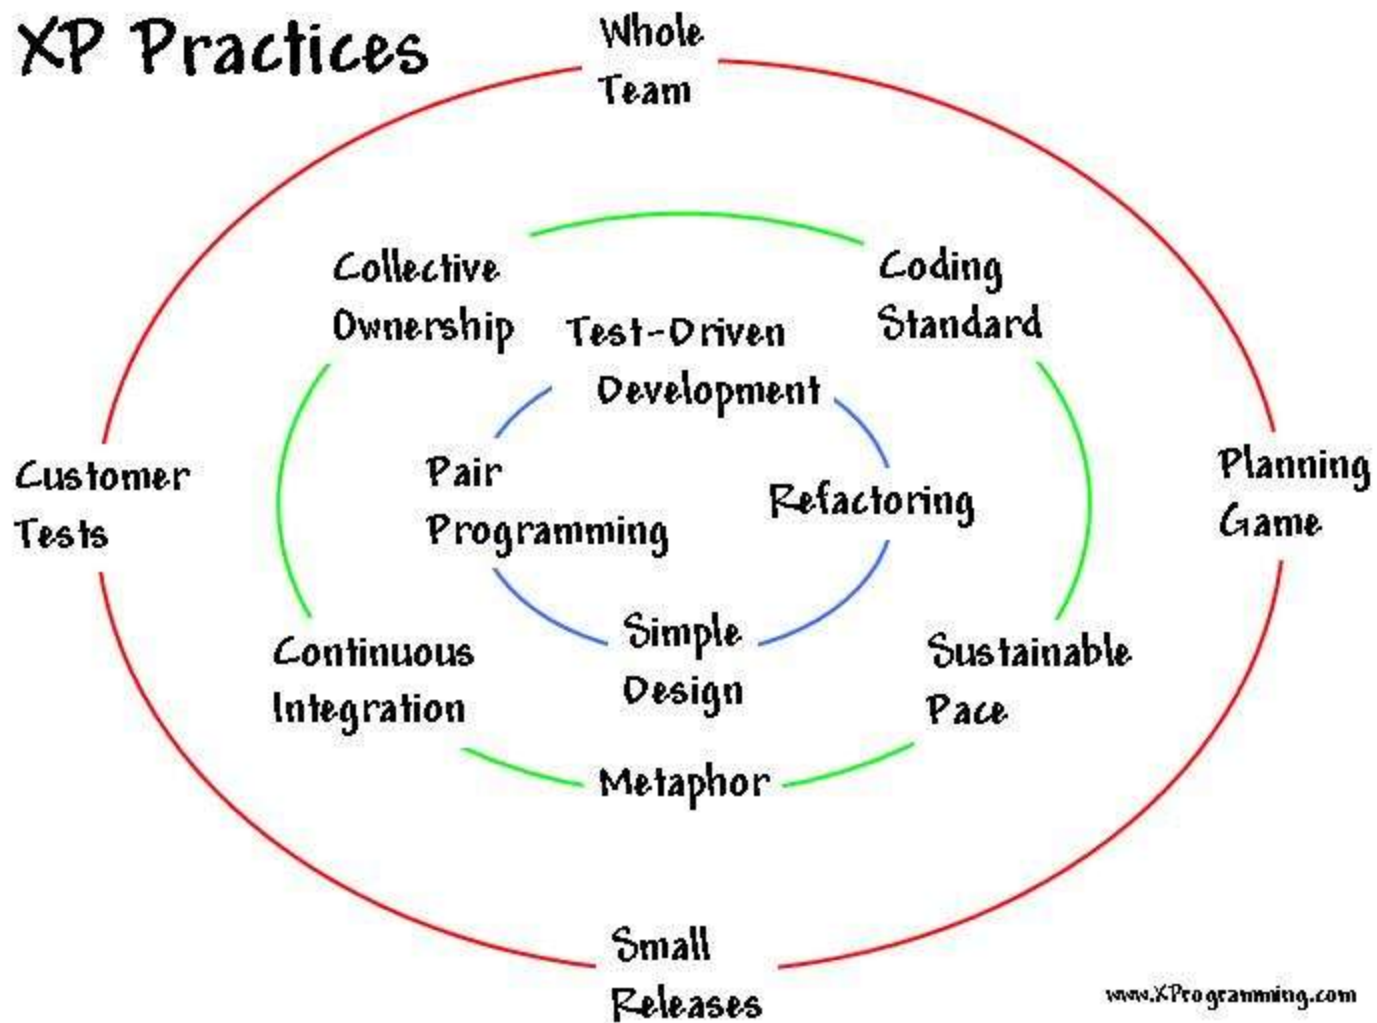 XP Practices
Whole
Team
Collective
Ownership
Coding
Standard
Test-Driven
Development
Customer
Tests
Pair
Programming
Refactoring
Planning
Game
Continuous
Integration
Simple
Design
Sustainable
Pace
Metaphor
Small
Releases
www.XProgramming.com